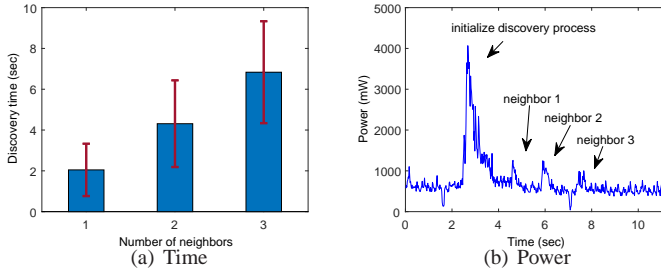 10
8
6
4
2
0
Discovery time (sec)
1
2
3
Number of neighbors
(a) Time
5000
4000
3000
2000
1000
0
Power (mW)
initialize discovery process
neighbor 1
neighbor 2
neighbor 3
0
2
4
6
8
10
Time (sec)
(b) Power